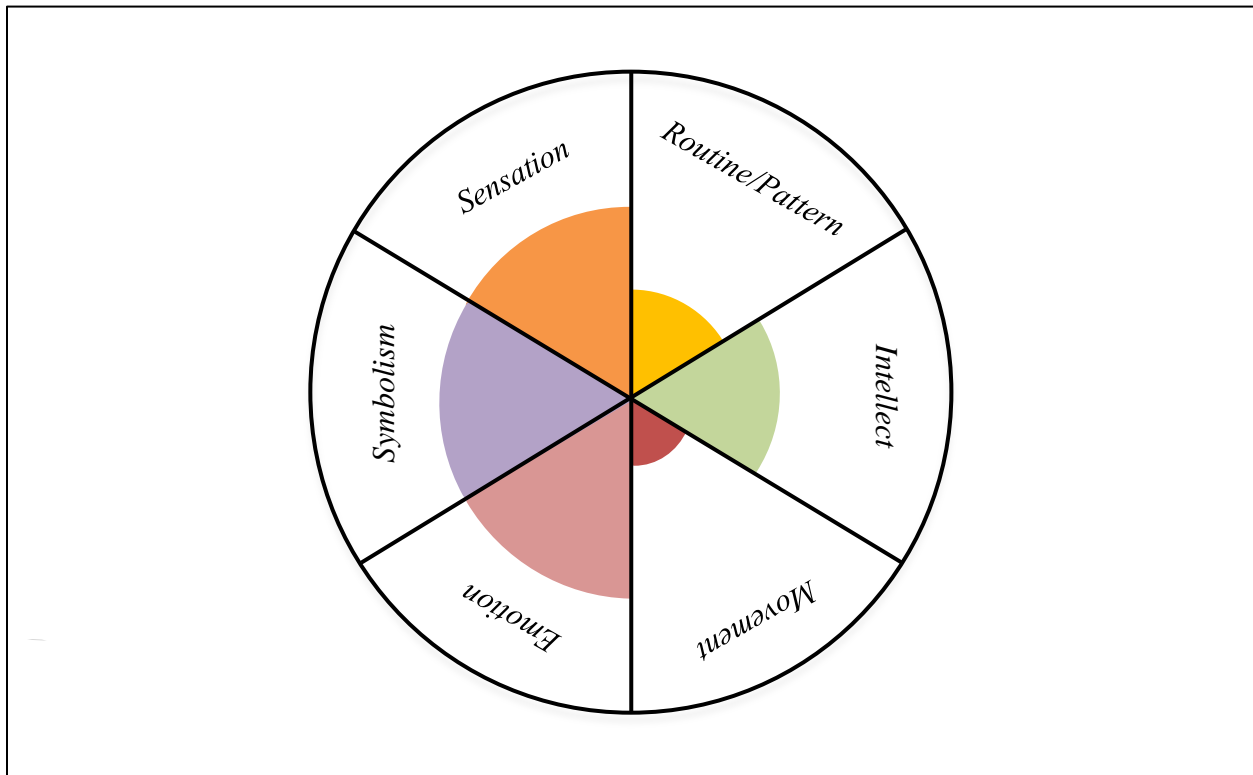 Sensation
Routine/Pattern
Symbolism
Intellect
Emotion
Movement